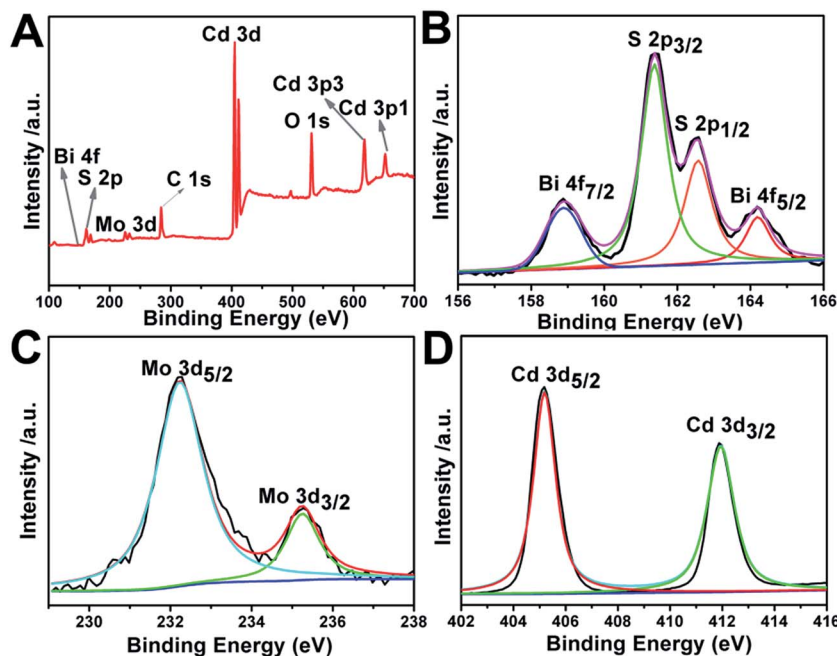 A
Intensity /a.u.
Bi 4f
S 2p
Mo 3d
C 1s
Cd 3d
O 1s
Cd 3p3
Cd 3p1
100 200 300 400 500 600 700
Binding Energy (eV)
B
Intensity /a.u.
Bi 4f7/2
S 2p3/2
S 2p1/2
Bi 4f5/2
156 158 160 162 164 166
Binding Energy (eV)
C
Intensity /a.u.
Mo 3d5/2
Mo 3d3/2
230 232 234 236 238
Binding Energy (eV)
D
Intensity /a.u.
Cd 3d5/2
Cd 3d3/2
402 404 406 408 410 412 414 416
Binding Energy (eV)